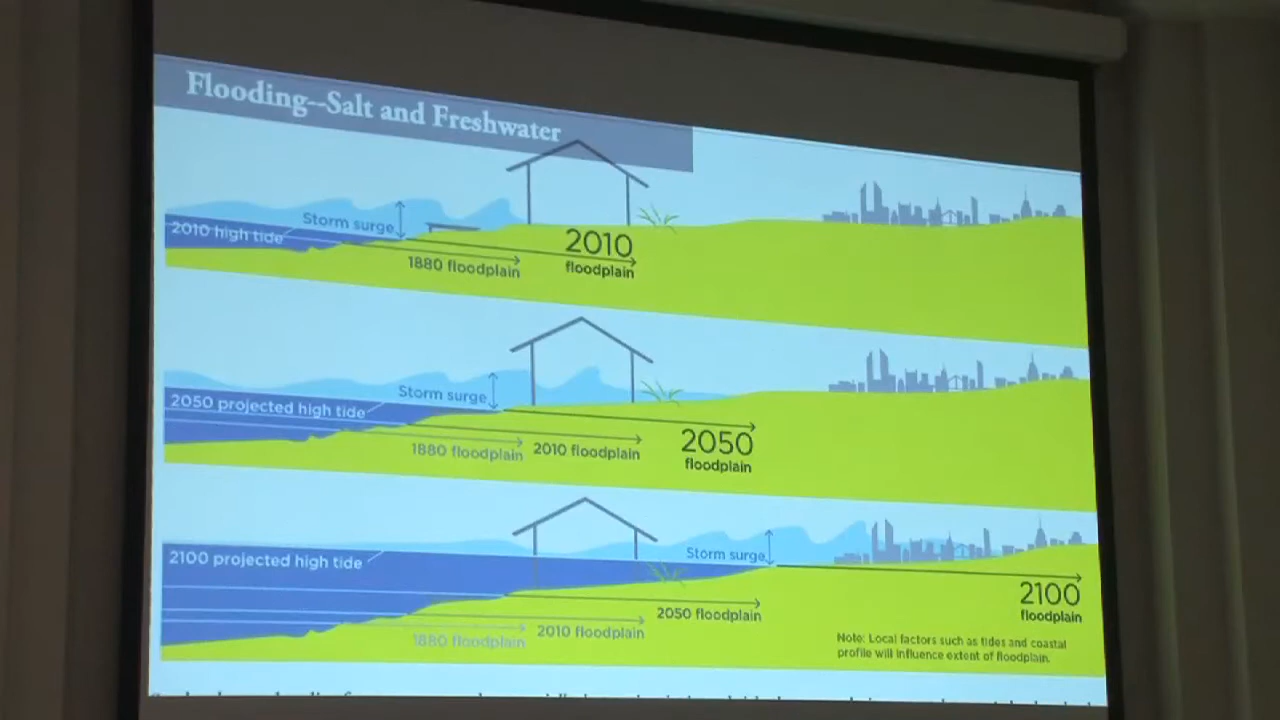 Flooding--Salt and Freshwater
Storm surge
2010 high tide
1880 floodplain
2010
floodplain
Storm surge
2050 projected high tide
1880 floodplain
2010 floodplain
2050
floodplain
2100 projected high tide
Storm surge
1880 floodplain
2010 floodplain
2050 floodplain
2100
floodplain
Note: Local factors such as tides and coastal
profile will influence extent of floodplain.